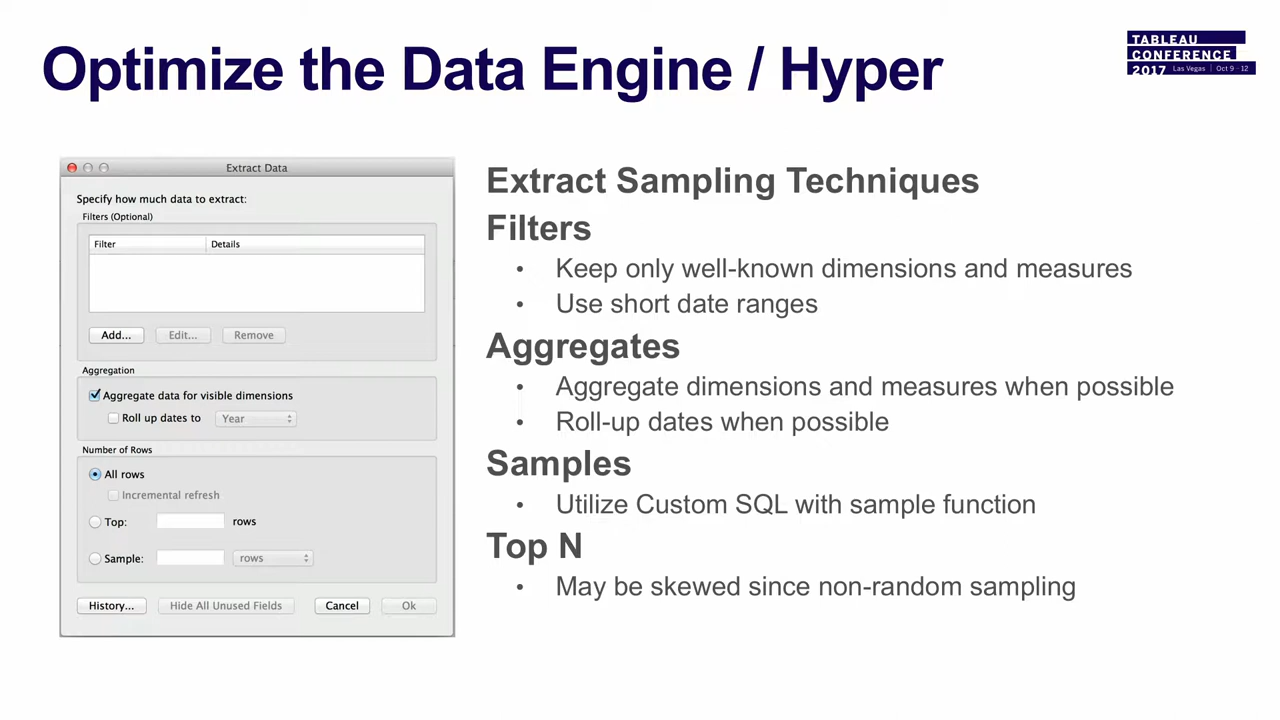 Optimize the Data Engine / Hyper
TABLEAU
CONFERENCE
2017 Las Vegas | Oct 9 - 12
Extract Data
Specify how much data to extract:
Filters (Optional)
Filter Details
Add... Edit... Remove
Aggregation
Aggregate data for visible dimensions
Roll up dates to Year
Number of Rows
All rows
Incremental refresh
Top: rows
Sample: rows
History... Hide All Unused Fields Cancel Ok
Extract Sampling Techniques
Filters
• Keep only well-known dimensions and measures
• Use short date ranges
Aggregates
• Aggregate dimensions and measures when possible
• Roll-up dates when possible
Samples
• Utilize Custom SQL with sample function
Top N
• May be skewed since non-random sampling